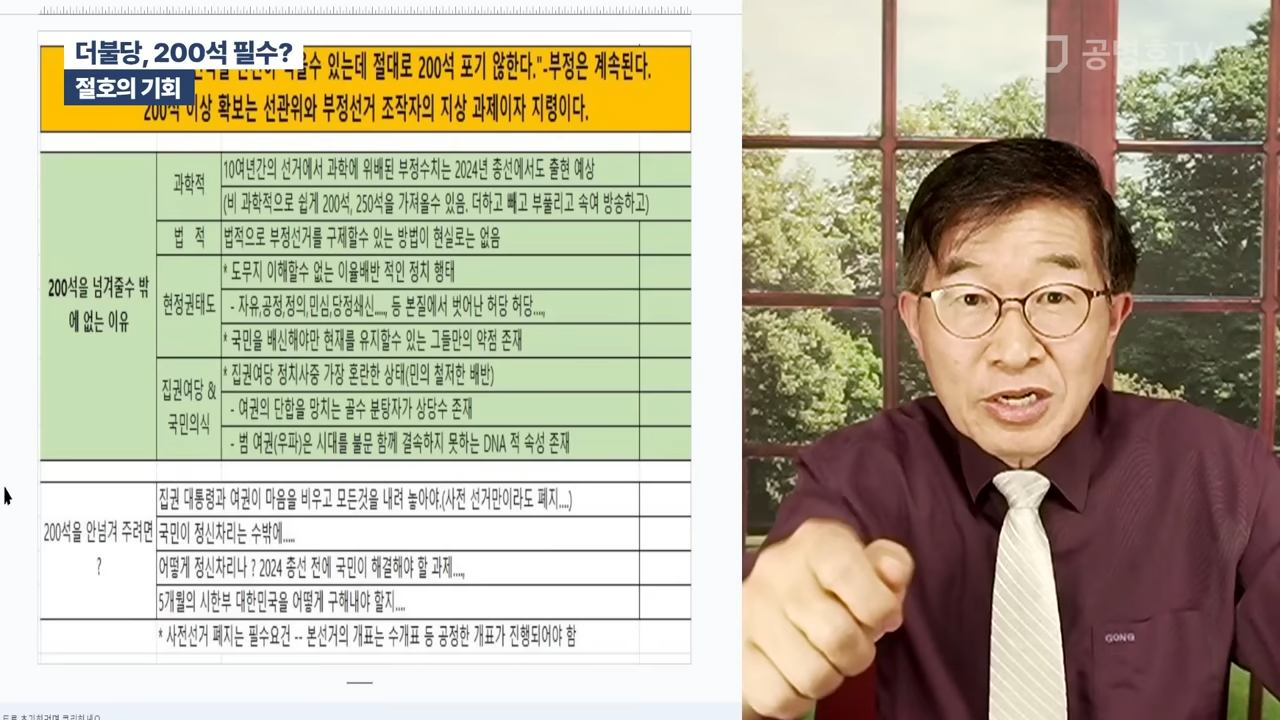 더불당, 200석 필수?
절호의 기회
있는데 절대로 200석 포기 않한다."-부정은 계속된다.
200석 이상 확보는 선관위와 부정선거 조작자의 지상 과제이자 지령이다.
200석을 넘겨줄수 밖
에 없는 이유
과학적
10여년간의 선거에서 과학에 위배된 부정수치는 2024년 총선에서도 출현 예상
(비 과학적으로 쉽게 200석, 250석을 가져올수 있음. 더하고 빼고 부풀리고 속여 방송하고)
법 적
법적으로 부정선거를 구제할수 있는 방법이 현실로는 없음
현정권태도
* 도무지 이해할수 없는 이율배반 적인 정치 행태
- 자유,공정,정의,민심,당정쇄신..... 등 본질에서 벗어난 허당 허당....,
* 국민을 배신해야만 현재를 유지할수 있는 그들만의 약점 존재
집권여당 &
국민의식
* 집권여당 정치사중 가장 혼란한 상태(민의 철저한 배반)
- 여권의 단합을 망치는 골수 분탕자가 상당수 존재
- 범 여권(우파)은 시대를 불문 함께 결속하지 못하는 DNA 적 속성 존재
200석을 안넘겨 주려면
?
집권 대통령과 여권이 마음을 비우고 모든것을 내려 놓아야.(사전 선거만이라도 폐지....)
국민이 정신차리는 수밖에.....
어떻게 정신차리나 ? 2024 총선 전에 국민이 해결해야 할 과제....,
5개월의 시한부 대한민국을 어떻게 구해내야 할지....
* 사전선거 폐지는 필수요건 -- 본선거의 개표는 수개표 등 공정한 개표가 진행되어야 함
공병호TV
GONG